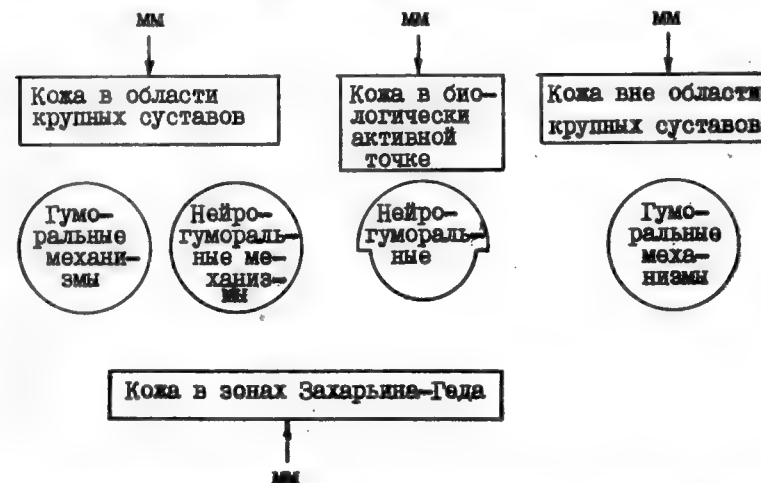 мм
мм
мм
Кожа в области
крупных суставов
Кожа в био-
логически
активной
точке
Кожа вне области
крупных суставов
Гумо-
ральные
механи-
змы
Нейро-
гумораль-
ные ме-
ханиз-
мы
Нейро-
гумораль-
ные
Гумо-
ральные
меха-
низмы
Кожа в зонах Захарьина-Геда
мм